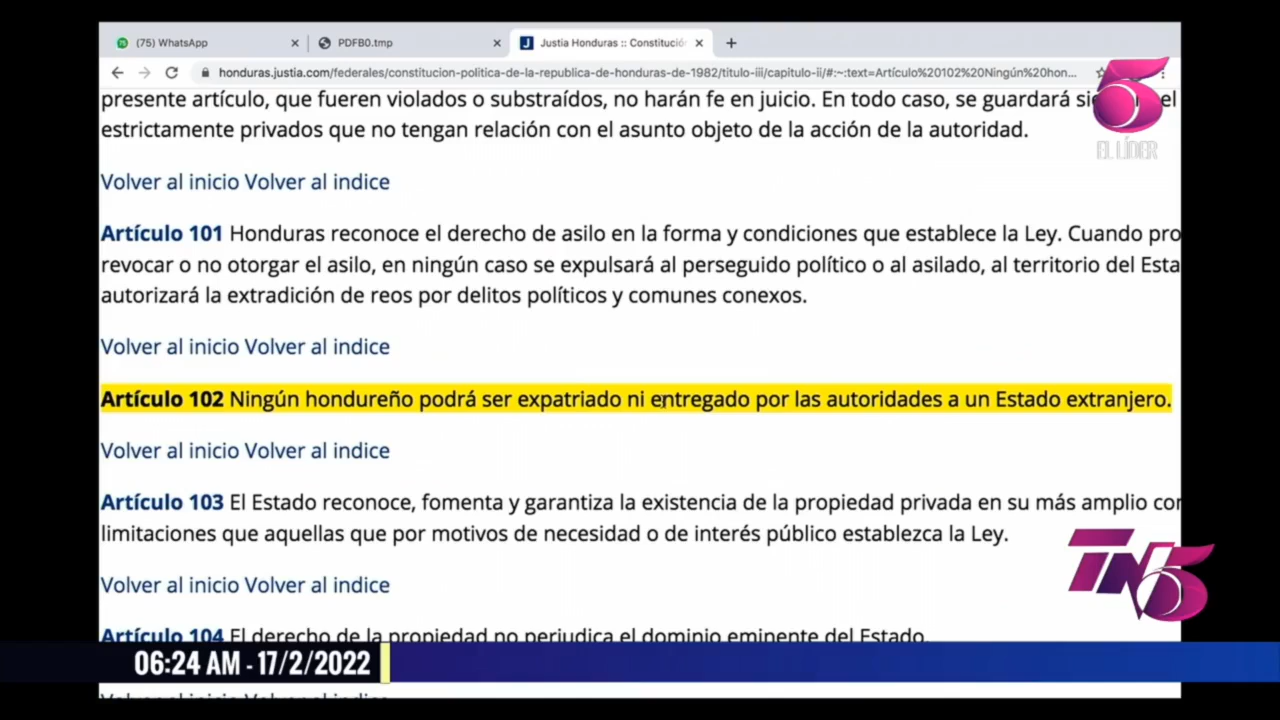 (75) WhatsApp
PDFB0.tmp
Justia Honduras :: Constitució
honduras.justia.com/federales/constitucion-politica-de-la-republica-de-honduras-de-1982/titulo-iii/capitulo-ii/#:~:text=Artículo%20102%20Ningún%20hon...
5
EL LÍDER
presente artículo, que fueren violados o substraídos, no harán fe en juicio. En todo caso, se guardará el
estrictamente privados que no tengan relación con el asunto objeto de la acción de la autoridad.
Volver al inicio Volver al indice
Artículo 101 Honduras reconoce el derecho de asilo en la forma y condiciones que establece la Ley. Cuando pro
revocar o no otorgar el asilo, en ningún caso se expulsará al perseguido político o al asilado, al territorio del Esta
autorizará la extradición de reos por delitos políticos y comunes conexos.
Volver al inicio Volver al indice
Artículo 102 Ningún hondureño podrá ser expatriado ni entregado por las autoridades a un Estado extranjero.
Volver al inicio Volver al indice
Artículo 103 El Estado reconoce, fomenta y garantiza la existencia de la propiedad privada en su más amplio con
limitaciones que aquellas que por motivos de necesidad o de interés público establezca la Ley.
Volver al inicio Volver al indice
TN5
Artículo 104 El derecho de la propiedad no perjudica el dominio eminente del Estado.
06:24 AM - 17/2/2022